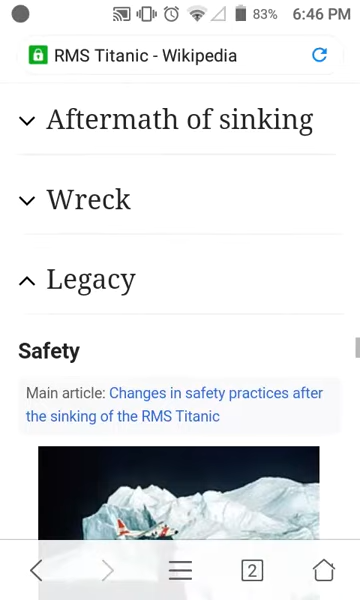 83% 6:46 PM
RMS Titanic - Wikipedia
Aftermath of sinking
Wreck
Legacy
Safety
Main article: Changes in safety practices after
the sinking of the RMS Titanic
2